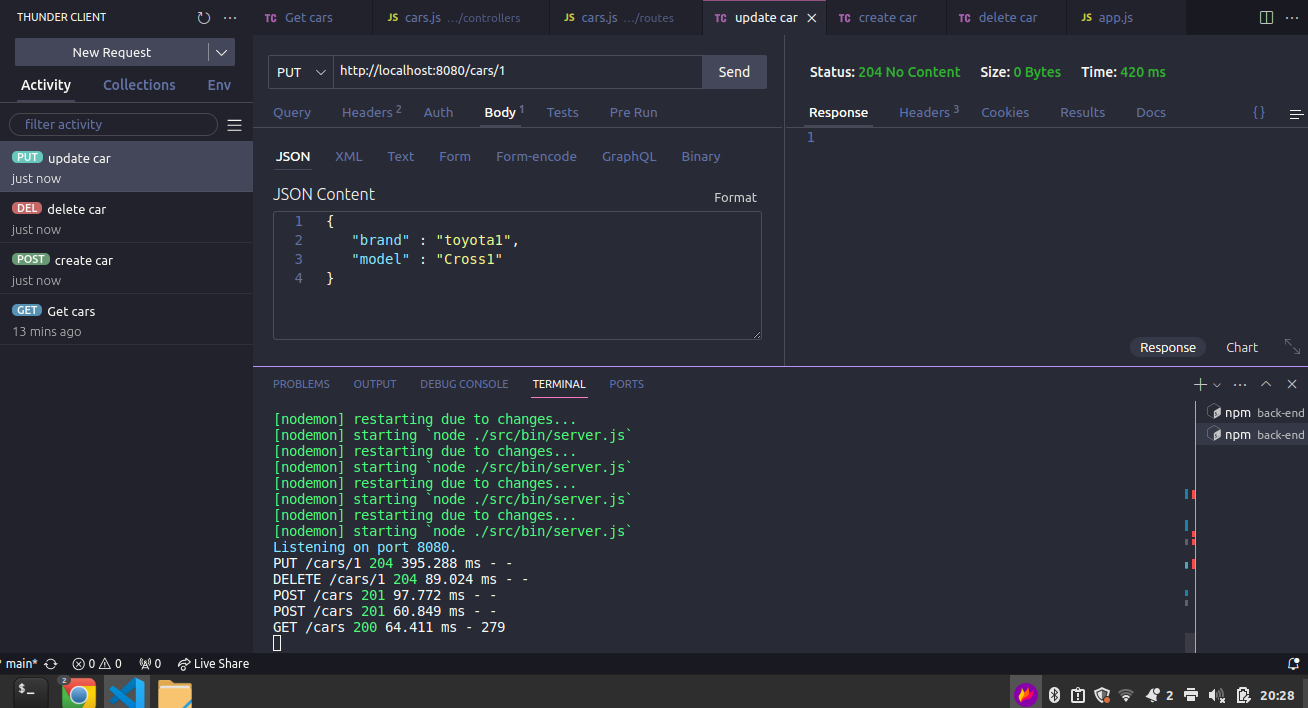 THUNDER CLIENT
New Request
Activity Collections Env
filter activity
PUT update car
just now
DEL delete car
just now
POST create car
just now
GET Get cars
13 mins ago
TC Get cars JS cars.js .../controllers JS cars.js .../routes TC update car TC create car TC delete car JS app.js
PUT http://localhost:8080/cars/1 Send
Query Headers 2 Auth Body 1 Tests Pre Run
JSON XML Text Form Form-encode GraphQL Binary
JSON Content Format
1 {
2 "brand" : "toyota1",
3 "model" : "Cross1"
4 }
Status: 204 No Content Size: 0 Bytes Time: 420 ms
Response Headers 3 Cookies Results Docs {}
1
Response Chart
PROBLEMS OUTPUT DEBUG CONSOLE TERMINAL PORTS
[nodemon] restarting due to changes...
[nodemon] starting `node ./src/bin/server.js`
[nodemon] restarting due to changes...
[nodemon] starting `node ./src/bin/server.js`
[nodemon] restarting due to changes...
[nodemon] starting `node ./src/bin/server.js`
[nodemon] restarting due to changes...
[nodemon] starting `node ./src/bin/server.js`
Listening on port 8080.
PUT /cars/1 204 395.288 ms - -
DELETE /cars/1 204 89.024 ms - -
POST /cars 201 97.772 ms - -
POST /cars 201 60.849 ms - -
GET /cars 200 64.411 ms - 279
npm back-end
npm back-end
main* 0 0 0 Live Share
2 2 20:28